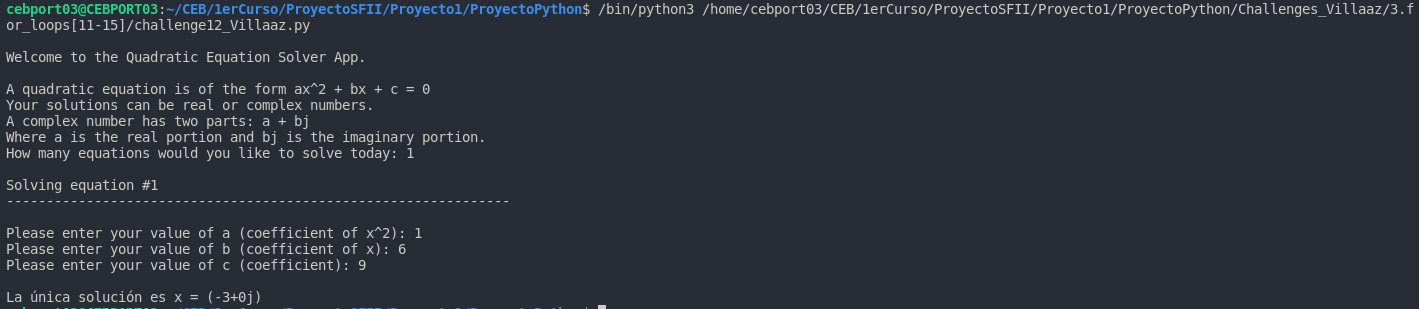 cebport03@CEBPORT03:~/CEB/1erCurso/ProyectoSFII/Proyecto1/ProyectoPython$ /bin/python3 /home/cebport03/CEB/1erCurso/ProyectoSFII/Proyecto1/ProyectoPython/Challenges_Villaaz/3.f
or_loops[11-15]/challenge12_Villaaz.py
Welcome to the Quadratic Equation Solver App.
A quadratic equation is of the form ax^2 + bx + c = 0
Your solutions can be real or complex numbers.
A complex number has two parts: a + bj
Where a is the real portion and bj is the imaginary portion.
How many equations would you like to solve today: 1
Solving equation #1
---------------------------------------------------------------
Please enter your value of a (coefficient of x^2): 1
Please enter your value of b (coefficient of x): 6
Please enter your value of c (coefficient): 9
La única solución es x = (-3+0j)